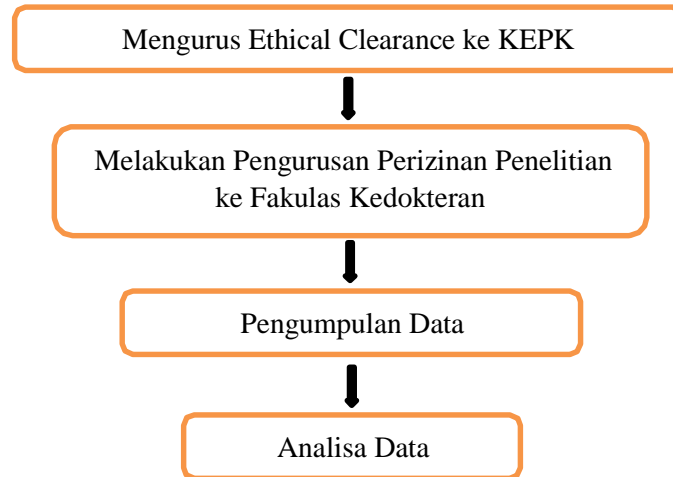 Mengurus Ethical Clearance ke KEPK
Melakukan Pengurusan Perizinan Penelitian
ke Fakulas Kedokteran
Pengumpulan Data
Analisa Data